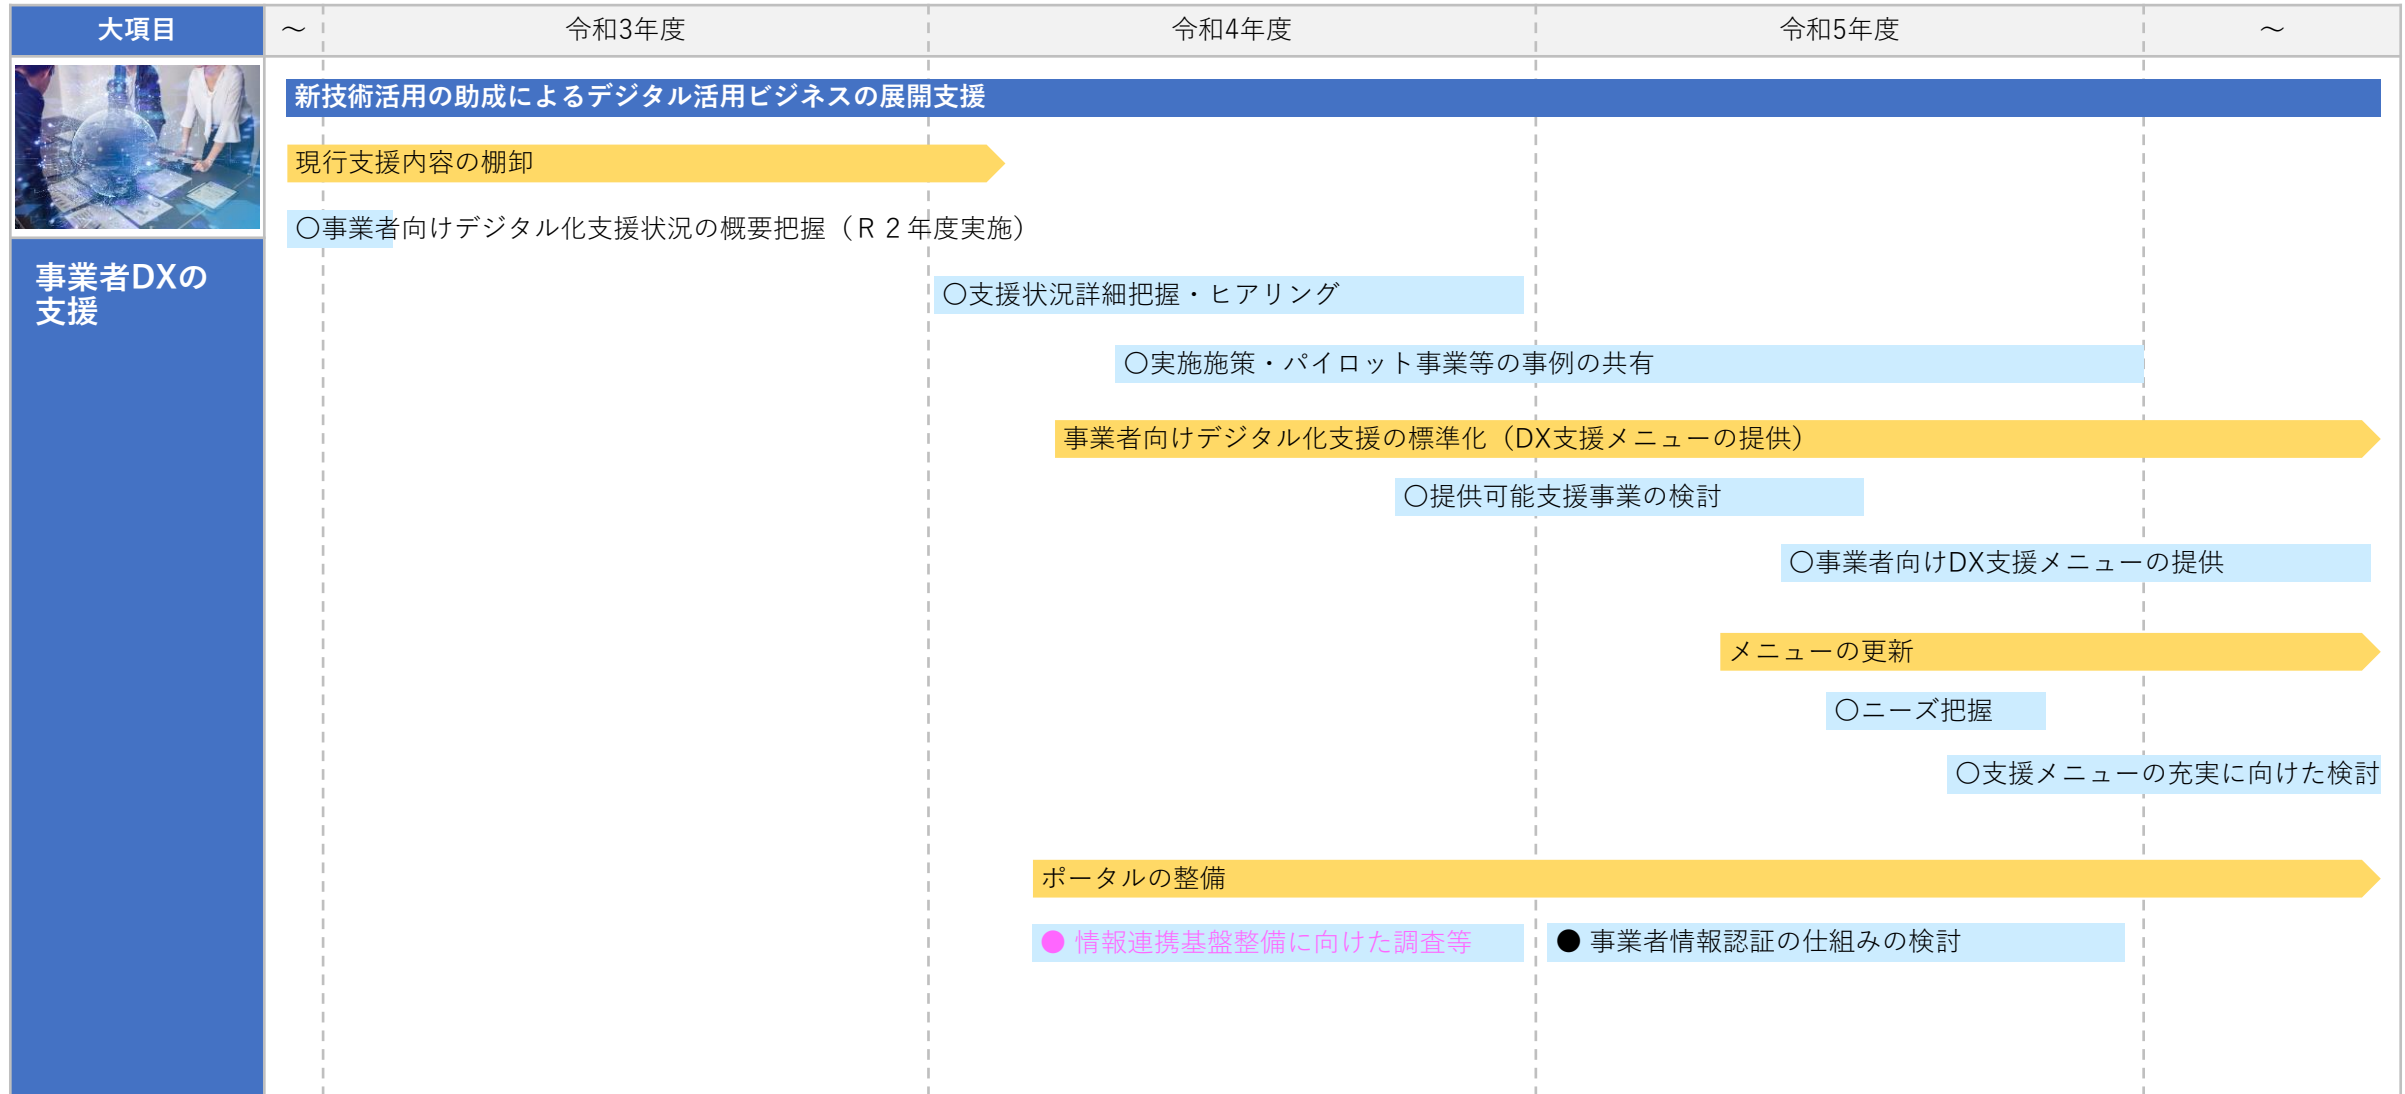 大項目
～
令和3年度
令和4年度
令和5年度
～
新技術活用の助成によるデジタル活用ビジネスの展開支援
現行支援内容の棚卸
〇事業者向けデジタル化支援状況の概要把握（Ｒ２年度実施）
事業者DXの
支援
〇支援状況詳細把握・ヒアリング
〇実施施策・パイロット事業等の事例の共有
事業者向けデジタル化支援の標準化（DX支援メニューの提供）
〇提供可能支援事業の検討
〇事業者向けDX支援メニューの提供
メニューの更新
〇ニーズ把握
〇支援メニューの充実に向けた検討
ポータルの整備
● 情報連携基盤整備に向けた調査等
● 事業者情報認証の仕組みの検討